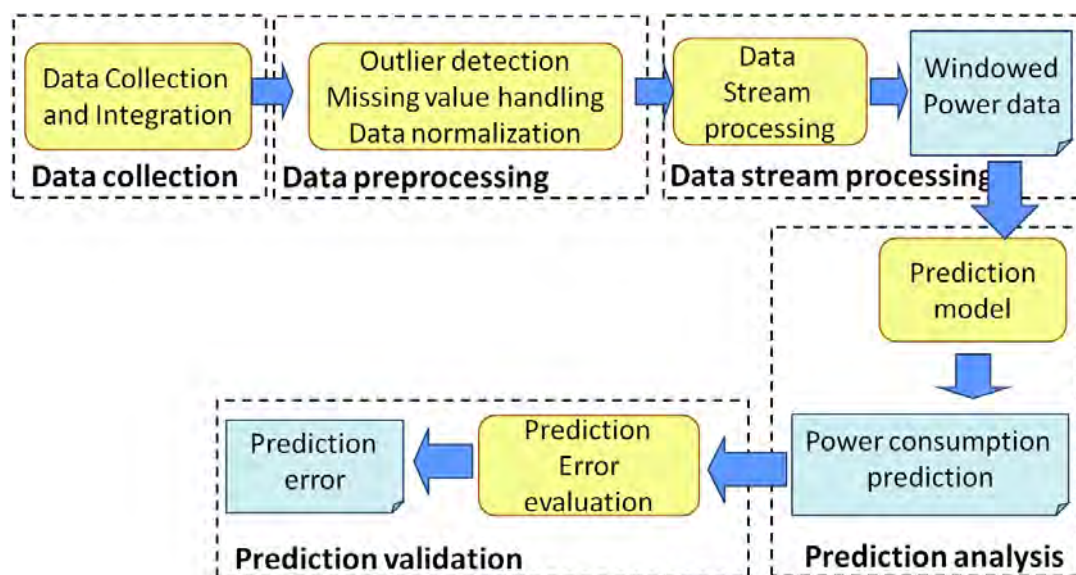 Data Collection
and Integration
Data collection
Outlier detection
Missing value handling
Data normalization
Data preprocessing
Data
Stream
processing
Windowed
Power data
Data stream processing
Prediction
model
Power consumption
prediction
Prediction analysis
Prediction
Error
evaluation
Prediction
error
Prediction validation